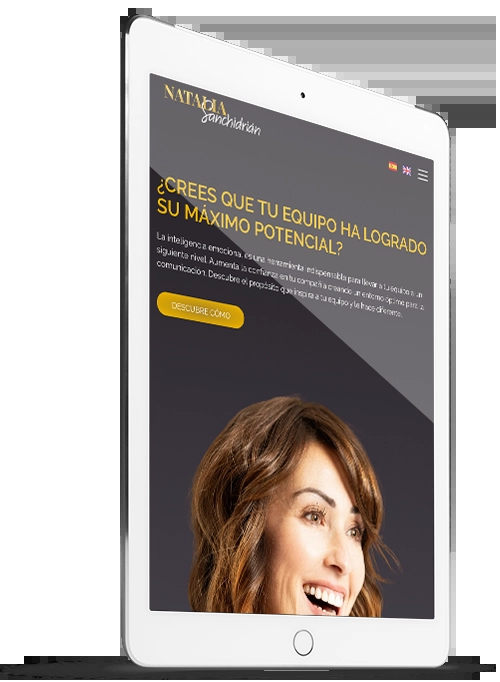 NATALIA
Sanchidrián
¿CREES QUE TU EQUIPO HA LOGRADO
SU MÁXIMO POTENCIAL?
La inteligencia emocional es una herramienta indispensable para llevar a tu equipo a un
siguiente nivel. Aumenta la confianza en tu compañía creando un entorno óptimo para la
comunicación. Descubre el propósito que inspira a tu equipo y le hace diferente.
DESCUBRE CÓMO